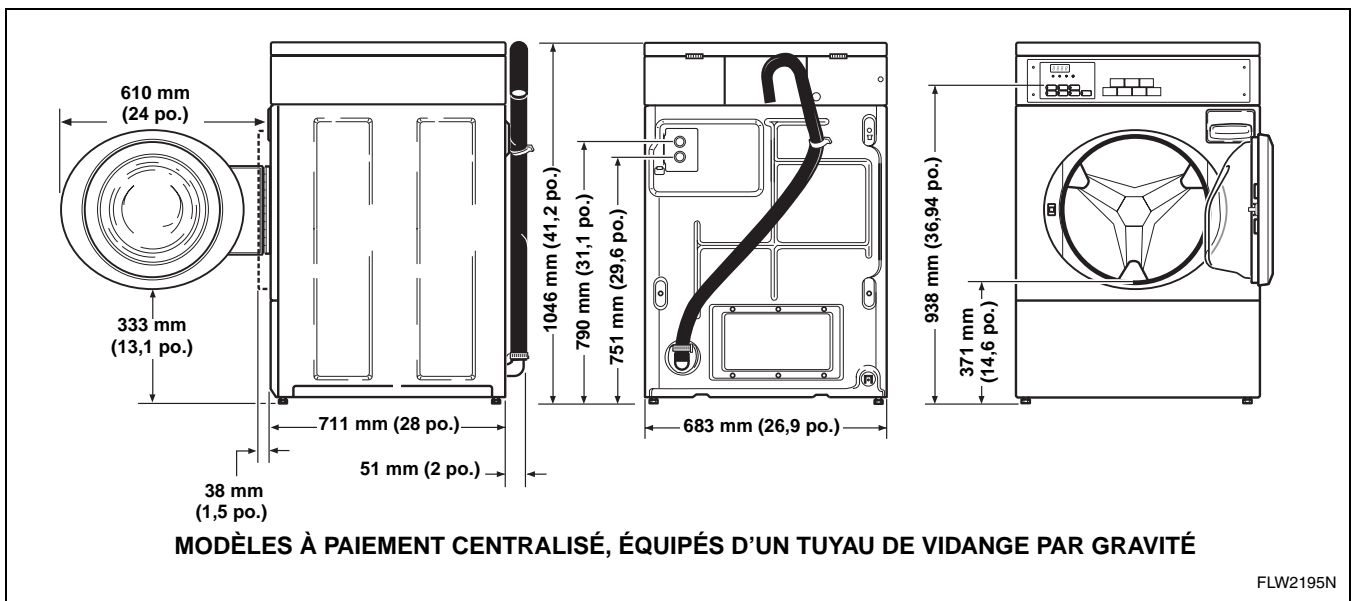 610 mm
(24 po.)
333 mm
(13,1 po.)
711 mm (28 po.)
51 mm (2 po.)
38 mm
(1,5 po.)
1046 mm (41,2 po.)
790 mm (31,1 po.)
751 mm (29,6 po.)
683 mm (26,9 po.)
938 mm (36,94 po.)
371 mm
(14,6 po.)
MODÈLES À PAIEMENT CENTRALISÉ, ÉQUIPÉS D’UN TUYAU DE VIDANGE PAR GRAVITÉ
FLW2195N